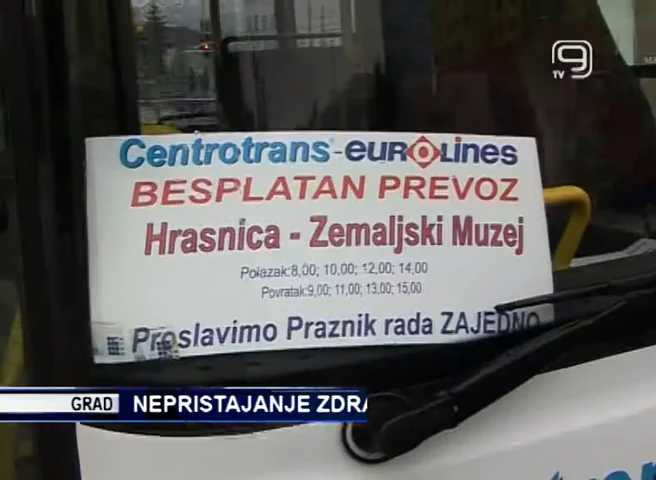 9
TV
Centrotrans-EUROLINES
BESPLATAN PREVOZ
Hrasnica - Zemaljski Muzej
Polazak:8,00; 10,00; 12,00; 14,00
Povratak:9,00; 11,00; 13,00; 15,00
Proslavimo Praznik rada ZAJEDNO
GRAD NEPRISTAJANJE ZDRA